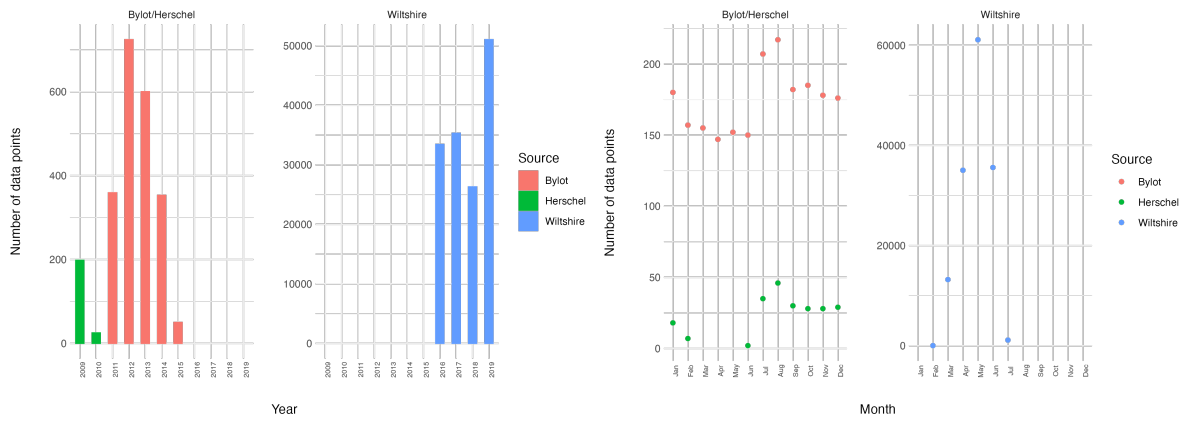 Bylot/Herschel
Wiltshire
Number of data points
600
400
200
0
50000
40000
30000
20000
10000
0
2009 2010 2011 2012 2013 2014 2015 2016 2017 2018 2019
2009 2010 2011 2012 2013 2014 2015 2016 2017 2018 2019
Year
Source
Bylot
Herschel
Wiltshire
Bylot/Herschel
Wiltshire
Number of data points
200
150
100
50
0
60000
40000
20000
0
Jan Feb Mar Apr May Jun Jul Aug Sep Oct Nov Dec
Jan Feb Mar Apr May Jun Jul Aug Sep Oct Nov Dec
Month
Source
Bylot
Herschel
Wiltshire